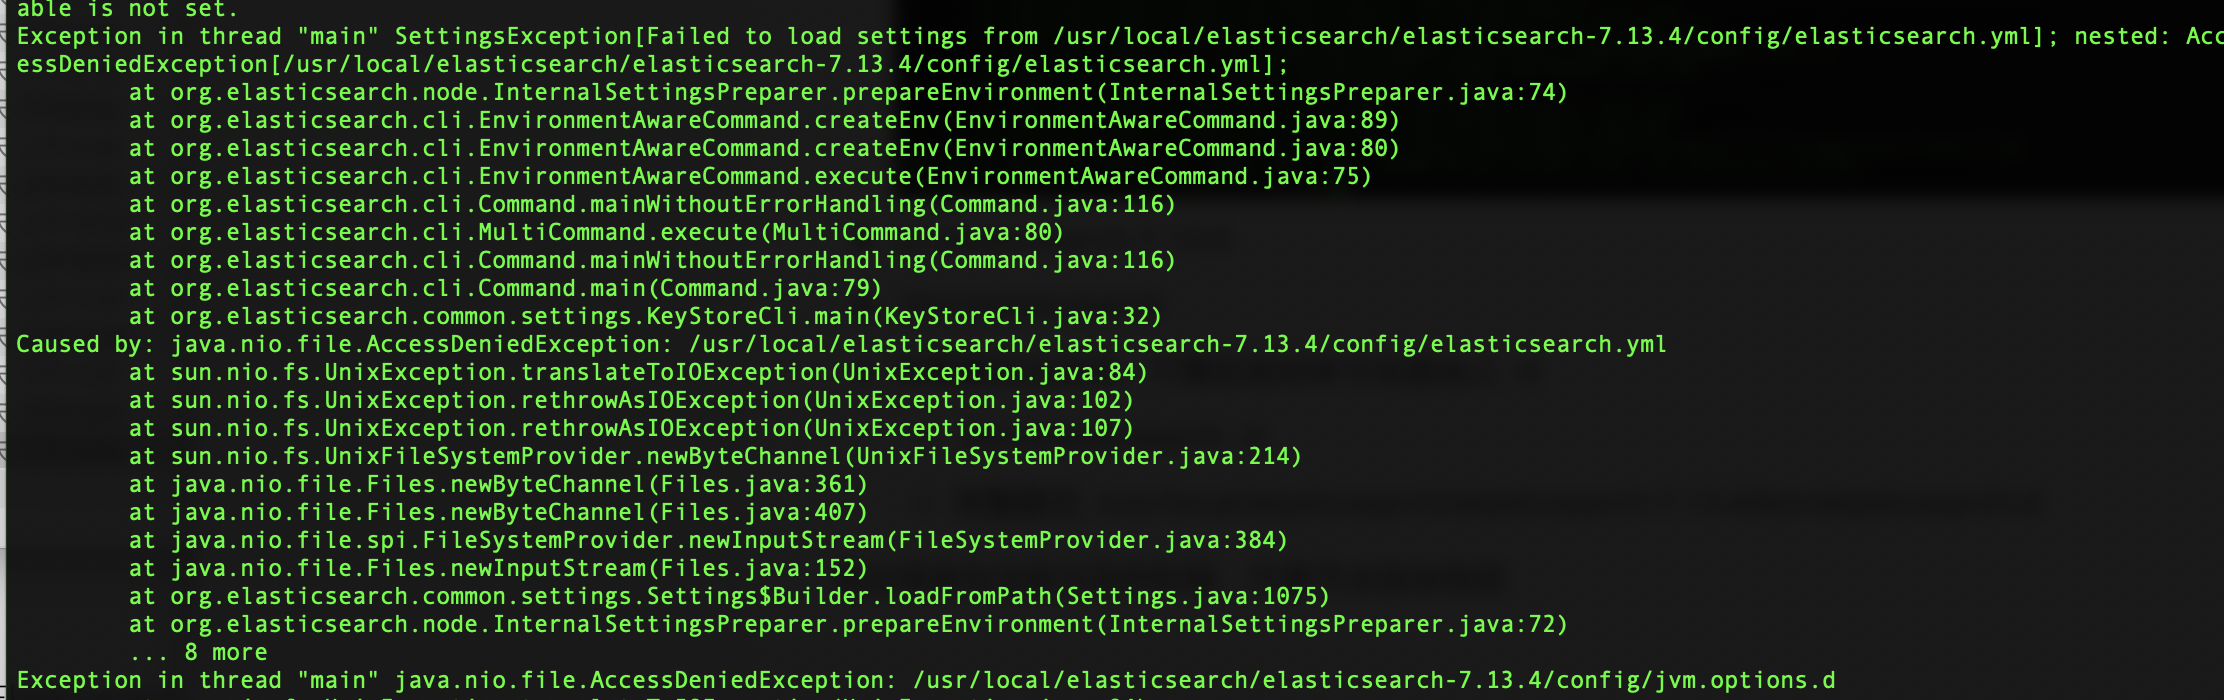 able is not set.
Exception in thread "main" SettingsException[Failed to load settings from /usr/local/elasticsearch/elasticsearch-7.13.4/config/elasticsearch.yml]; nested: Acc
essDeniedException[/usr/local/elasticsearch/elasticsearch-7.13.4/config/elasticsearch.yml];
at org.elasticsearch.node.InternalSettingsPreparer.prepareEnvironment(InternalSettingsPreparer.java:74)
at org.elasticsearch.cli.EnvironmentAwareCommand.createEnv(EnvironmentAwareCommand.java:89)
at org.elasticsearch.cli.EnvironmentAwareCommand.createEnv(EnvironmentAwareCommand.java:80)
at org.elasticsearch.cli.EnvironmentAwareCommand.execute(EnvironmentAwareCommand.java:75)
at org.elasticsearch.cli.Command.mainWithoutErrorHandling(Command.java:116)
at org.elasticsearch.cli.MultiCommand.execute(MultiCommand.java:80)
at org.elasticsearch.cli.Command.mainWithoutErrorHandling(Command.java:116)
at org.elasticsearch.cli.Command.main(Command.java:79)
at org.elasticsearch.common.settings.KeyStoreCli.main(KeyStoreCli.java:32)
Caused by: java.nio.file.AccessDeniedException: /usr/local/elasticsearch/elasticsearch-7.13.4/config/elasticsearch.yml
at sun.nio.fs.UnixException.translateToIOException(UnixException.java:84)
at sun.nio.fs.UnixException.rethrowAsIOException(UnixException.java:102)
at sun.nio.fs.UnixException.rethrowAsIOException(UnixException.java:107)
at sun.nio.fs.UnixFileSystemProvider.newByteChannel(UnixFileSystemProvider.java:214)
at java.nio.file.Files.newByteChannel(Files.java:361)
at java.nio.file.Files.newByteChannel(Files.java:407)
at java.nio.file.spi.FileSystemProvider.newInputStream(FileSystemProvider.java:384)
at java.nio.file.Files.newInputStream(Files.java:152)
at org.elasticsearch.common.settings.Settings$Builder.loadFromPath(Settings.java:1075)
at org.elasticsearch.node.InternalSettingsPreparer.prepareEnvironment(InternalSettingsPreparer.java:72)
... 8 more
Exception in thread "main" java.nio.file.AccessDeniedException: /usr/local/elasticsearch/elasticsearch-7.13.4/config/jvm.options.d